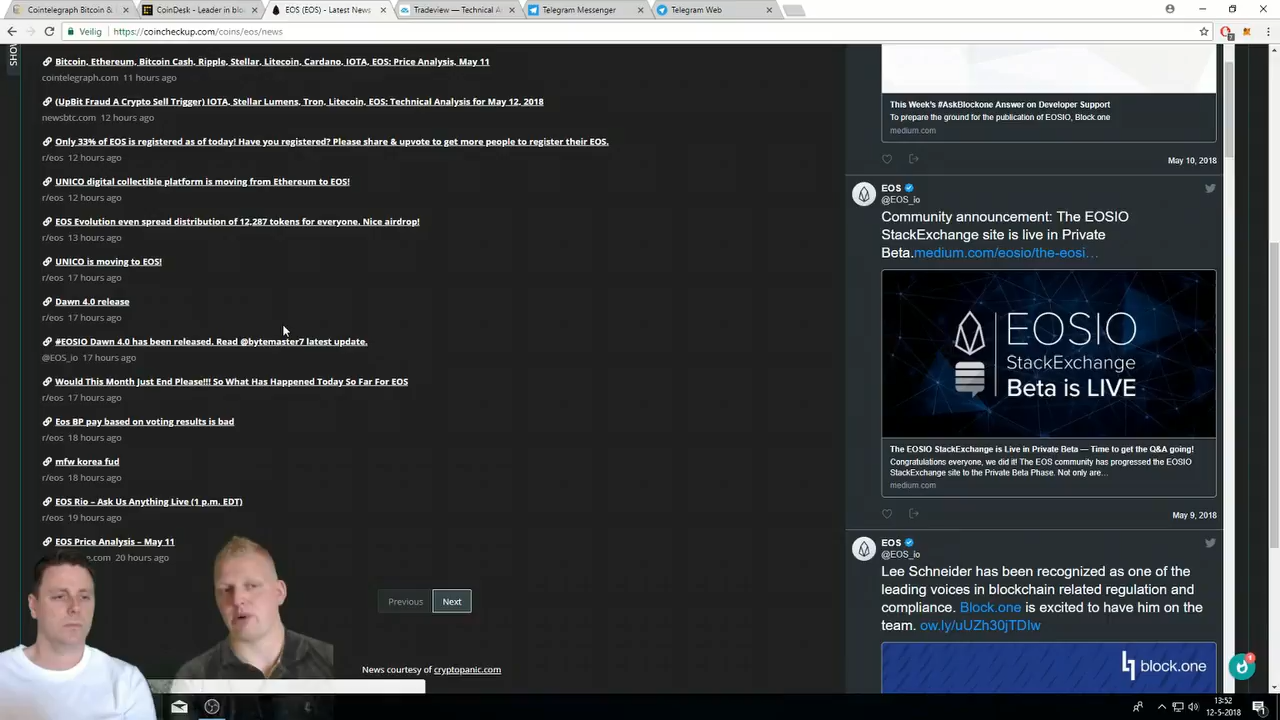 Cointelegraph Bitcoin &
CoinDesk - Leader in blo
EOS (EOS) - Latest News
Tradeview — Technical A
Telegram Messenger
Telegram Web
Veilig
https://coincheckup.com/coins/eos/news
SHOW
Bitcoin, Ethereum, Bitcoin Cash, Ripple, Stellar, Litecoin, Cardano, IOTA, EOS: Price Analysis, May 11
cointelegraph.com 11 hours ago
(UpBit Fraud A Crypto Sell Trigger) IOTA, Stellar Lumens, Tron, Litecoin, EOS: Technical Analysis for May 12, 2018
newsbtc.com 12 hours ago
Only 33% of EOS is registered as of today! Have you registered? Please share & upvote to get more people to register their EOS.
r/eos 12 hours ago
UNICO digital collectible platform is moving from Ethereum to EOS!
r/eos 12 hours ago
EOS Evolution even spread distribution of 12,287 tokens for everyone. Nice airdrop!
r/eos 13 hours ago
UNICO is moving to EOS!
r/eos 17 hours ago
Dawn 4.0 release
r/eos 17 hours ago
#EOSIO Dawn 4.0 has been released. Read @bytemaster7 latest update.
@EOS_io 17 hours ago
Would This Month Just End Please!!! So What Has Happened Today So Far For EOS
r/eos 17 hours ago
Eos BP pay based on voting results is bad
r/eos 18 hours ago
mfw korea fud
r/eos 18 hours ago
EOS Rio – Ask Us Anything Live (1 p.m. EDT)
r/eos 19 hours ago
EOS Price Analysis – May 11
.com 20 hours ago
Previous
Next
News courtesy of cryptopanic.com
This Week's #AskBlockone Answer on Developer Support
To prepare the ground for the publication of EOSIO, Block.one
medium.com
May 10, 2018
EOS
@EOS_io
Community announcement: The EOSIO
StackExchange site is live in Private
Beta.medium.com/eosio/the-eosi…
EOSIO
StackExchange
Beta is LIVE
The EOSIO StackExchange is Live in Private Beta — Time to get the Q&A going!
Congratulations everyone, we did it! The EOS community has progressed the EOSIO
StackExchange site to the Private Beta Phase. Not only are…
medium.com
May 9, 2018
EOS
@EOS_io
Lee Schneider has been recognized as one of the
leading voices in blockchain related regulation and
compliance. Block.one is excited to have him on the
team. ow.ly/uUZh30jTDIw
block.one
13:52
12-5-2018